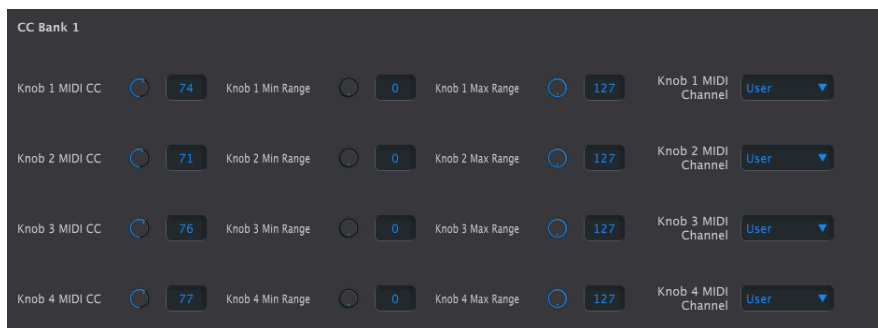 CC Bank 1
Knob 1 MIDI CC 74 Knob 1 Min Range 0 Knob 1 Max Range 127 Knob 1 MIDI Channel User
Knob 2 MIDI CC 71 Knob 2 Min Range 0 Knob 2 Max Range 127 Knob 2 MIDI Channel User
Knob 3 MIDI CC 76 Knob 3 Min Range 0 Knob 3 Max Range 127 Knob 3 MIDI Channel User
Knob 4 MIDI CC 77 Knob 4 Min Range 0 Knob 4 Max Range 127 Knob 4 MIDI Channel User